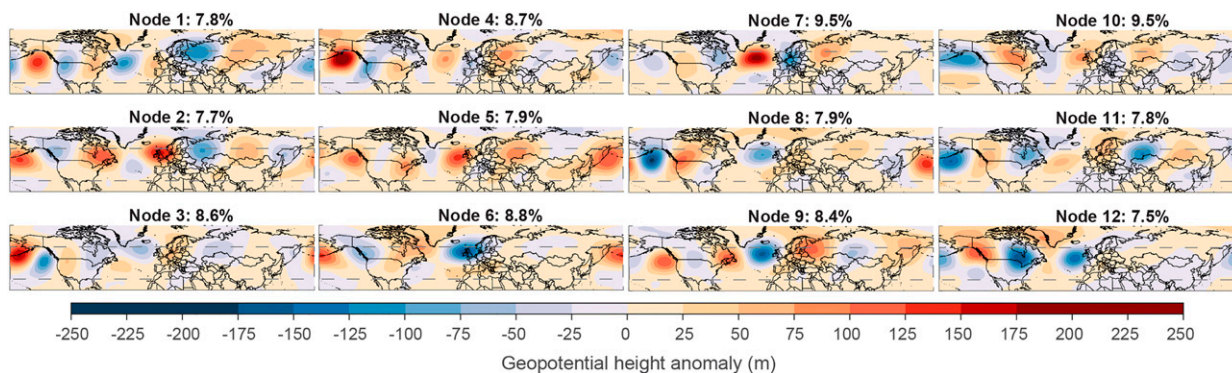 Node 1: 7.8% Node 4: 8.7% Node 7: 9.5% Node 10: 9.5%
Node 2: 7.7% Node 5: 7.9% Node 8: 7.9% Node 11: 7.8%
Node 3: 8.6% Node 6: 8.8% Node 9: 8.4% Node 12: 7.5%
-250 -225 -200 -175 -150 -125 -100 -75 -50 -25 0 25 50 75 100 125 150 175 200 225 250
Geopotential height anomaly (m)